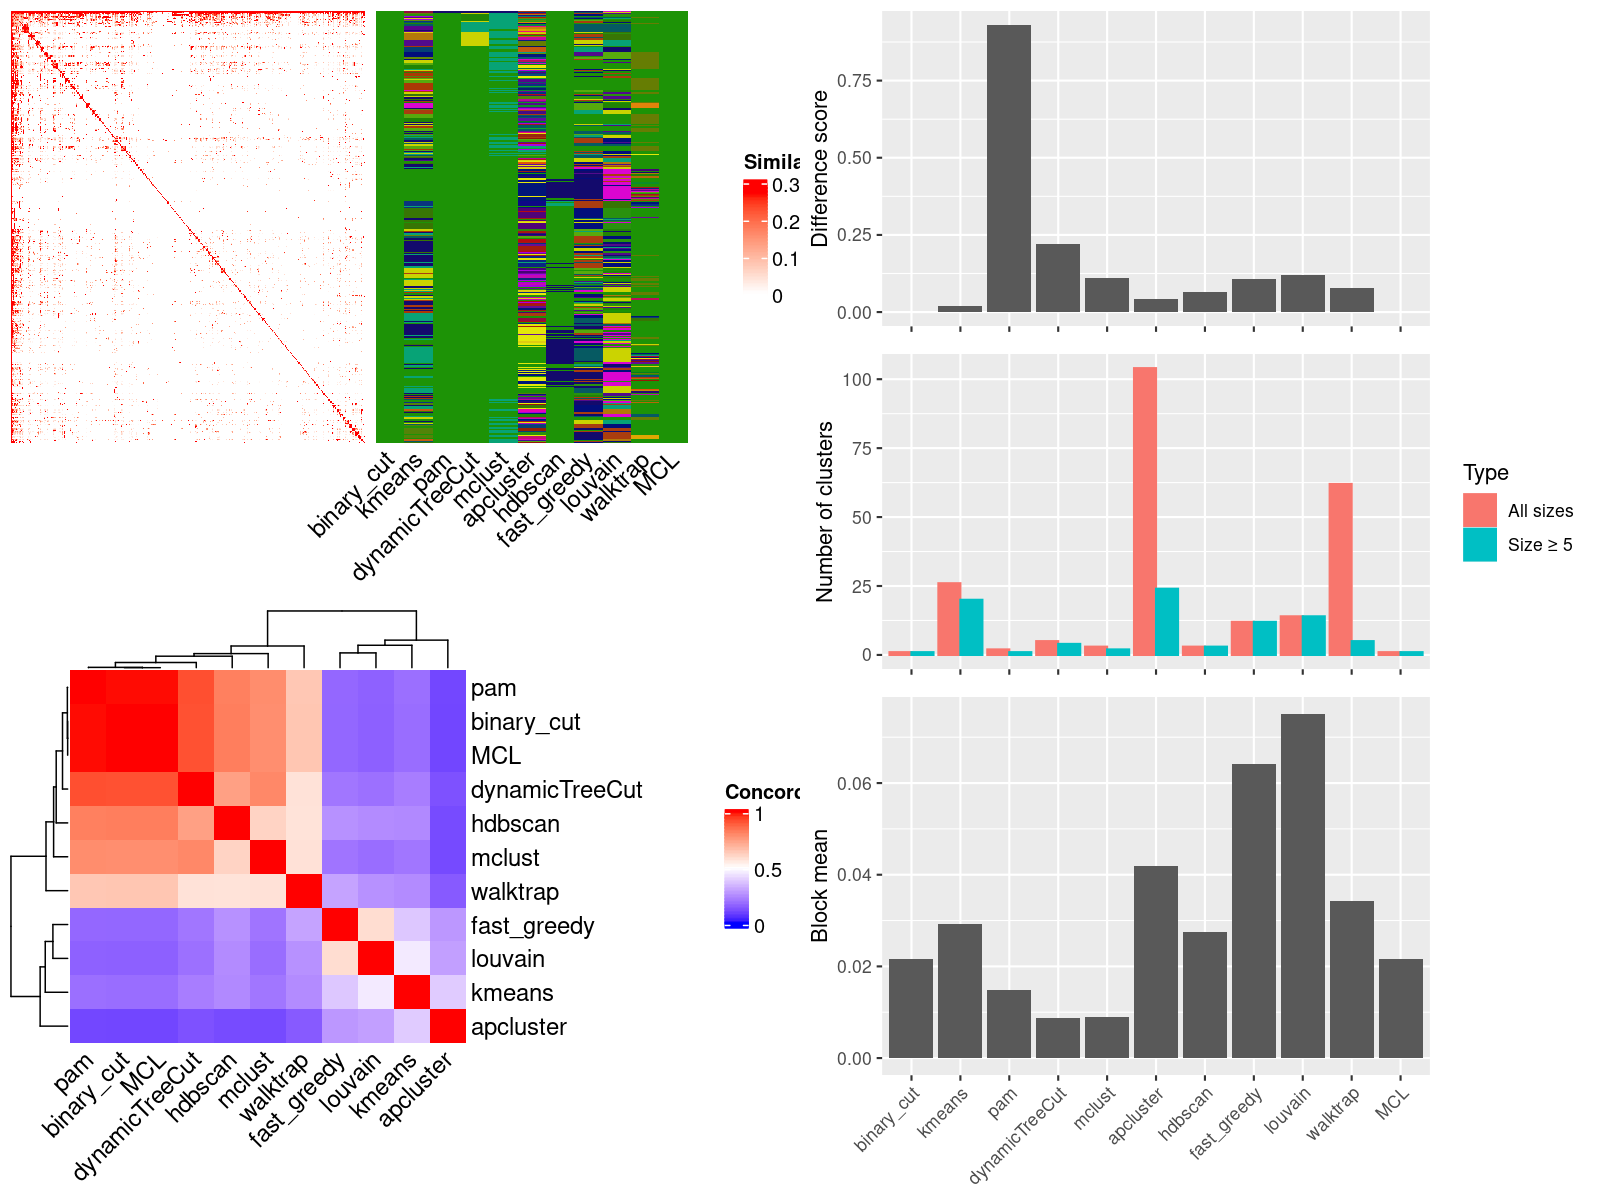 Simila
0.3
0.2
0.1
0
binary_cut
kmeans
pam
dynamicTreeCut
mclust
apcluster
hdbscan
fast_greedy
louvain
walktrap
MCL
pam
binary_cut
MCL
dynamicTreeCut
hdbscan
mclust
walktrap
fast_greedy
louvain
kmeans
apcluster
Concord
1
0.5
0
pam
binary_cut
MCL
dynamicTreeCut
hdbscan
mclust
walktrap
fast_greedy
louvain
kmeans
apcluster
Difference score
0.75
0.50
0.25
0.00
Number of clusters
100
75
50
25
0
Type
All sizes
Size ≥ 5
Block mean
0.06
0.04
0.02
0.00
binary_cut
kmeans
pam
dynamicTreeCut
mclust
apcluster
hdbscan
fast_greedy
louvain
walktrap
MCL